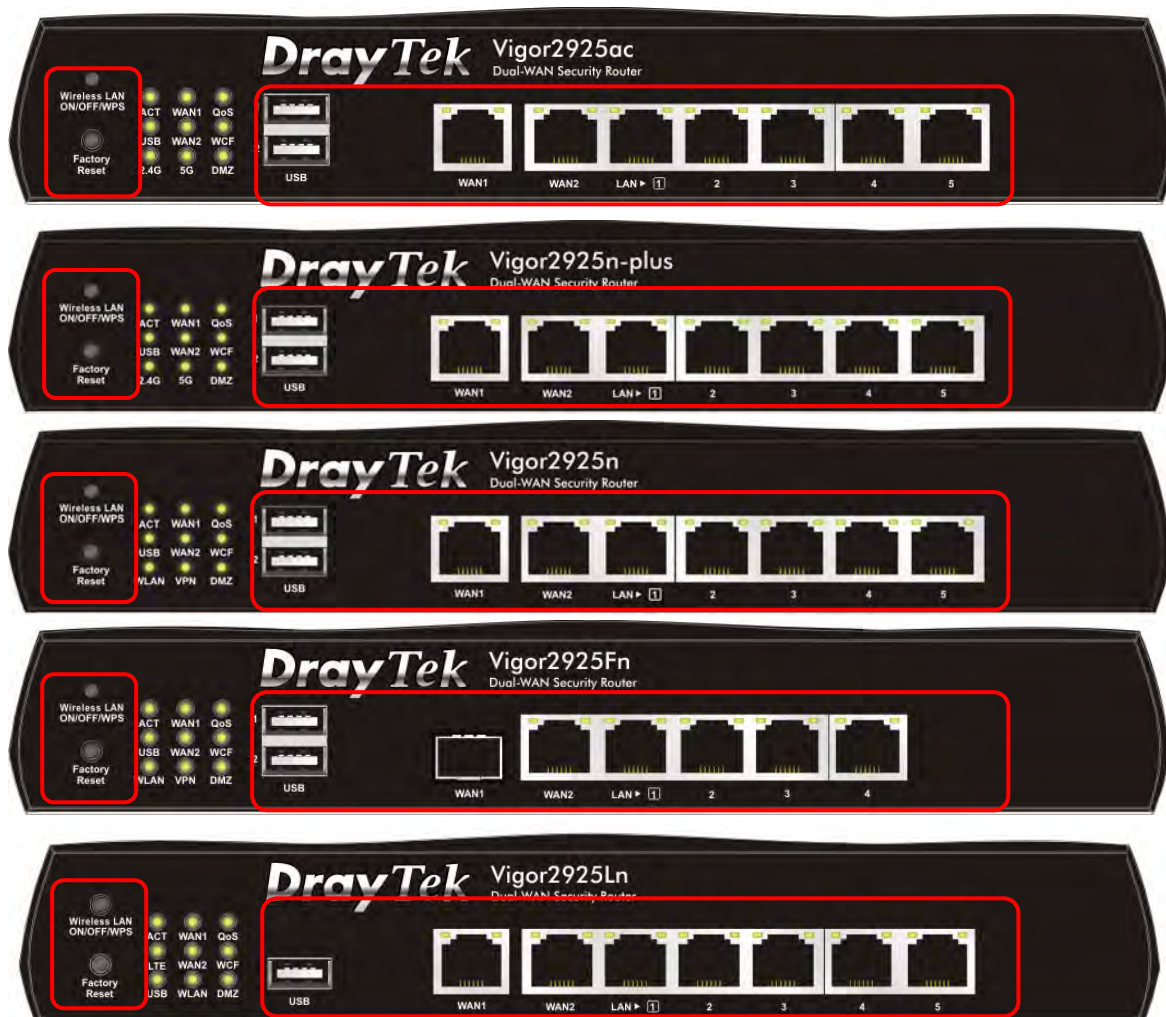 DrayTek Vigor2925ac
Dual-WAN Security Router
Wireless LAN
ON/OFF/WPS
ACT WAN1 QoS
USB WAN2 WCF
2.4G 5G DMZ
Factory
Reset
2
USB
WAN1 WAN2 LAN ▶ 1 2 3 4 5
DrayTek Vigor2925n-plus
Dual-WAN Security Router
Wireless LAN
ON/OFF/WPS
ACT WAN1 QoS
USB WAN2 WCF
2.4G 5G DMZ
Factory
Reset
1
2
USB
WAN1 WAN2 LAN ▶ 1 2 3 4 5
DrayTek Vigor2925n
Dual-WAN Security Router
Wireless LAN
ON/OFF/WPS
ACT WAN1 QoS
USB WAN2 WCF
WLAN VPN DMZ
Factory
Reset
1
2
USB
WAN1 WAN2 LAN ▶ 1 2 3 4 5
DrayTek Vigor2925Fn
Dual-WAN Security Router
Wireless LAN
ON/OFF/WPS
ACT WAN1 QoS
USB WAN2 WCF
WLAN VPN DMZ
Factory
Reset
1
2
USB
WAN1 WAN2 LAN ▶ 1 2 3 4
DrayTek Vigor2925Ln
Dual-WAN Security Router
Wireless LAN
ON/OFF/WPS
ACT WAN1 QoS
LTE WAN2 WCF
USB WLAN DMZ
Factory
Reset
USB
WAN1 WAN2 LAN ▶ 1 2 3 4 5